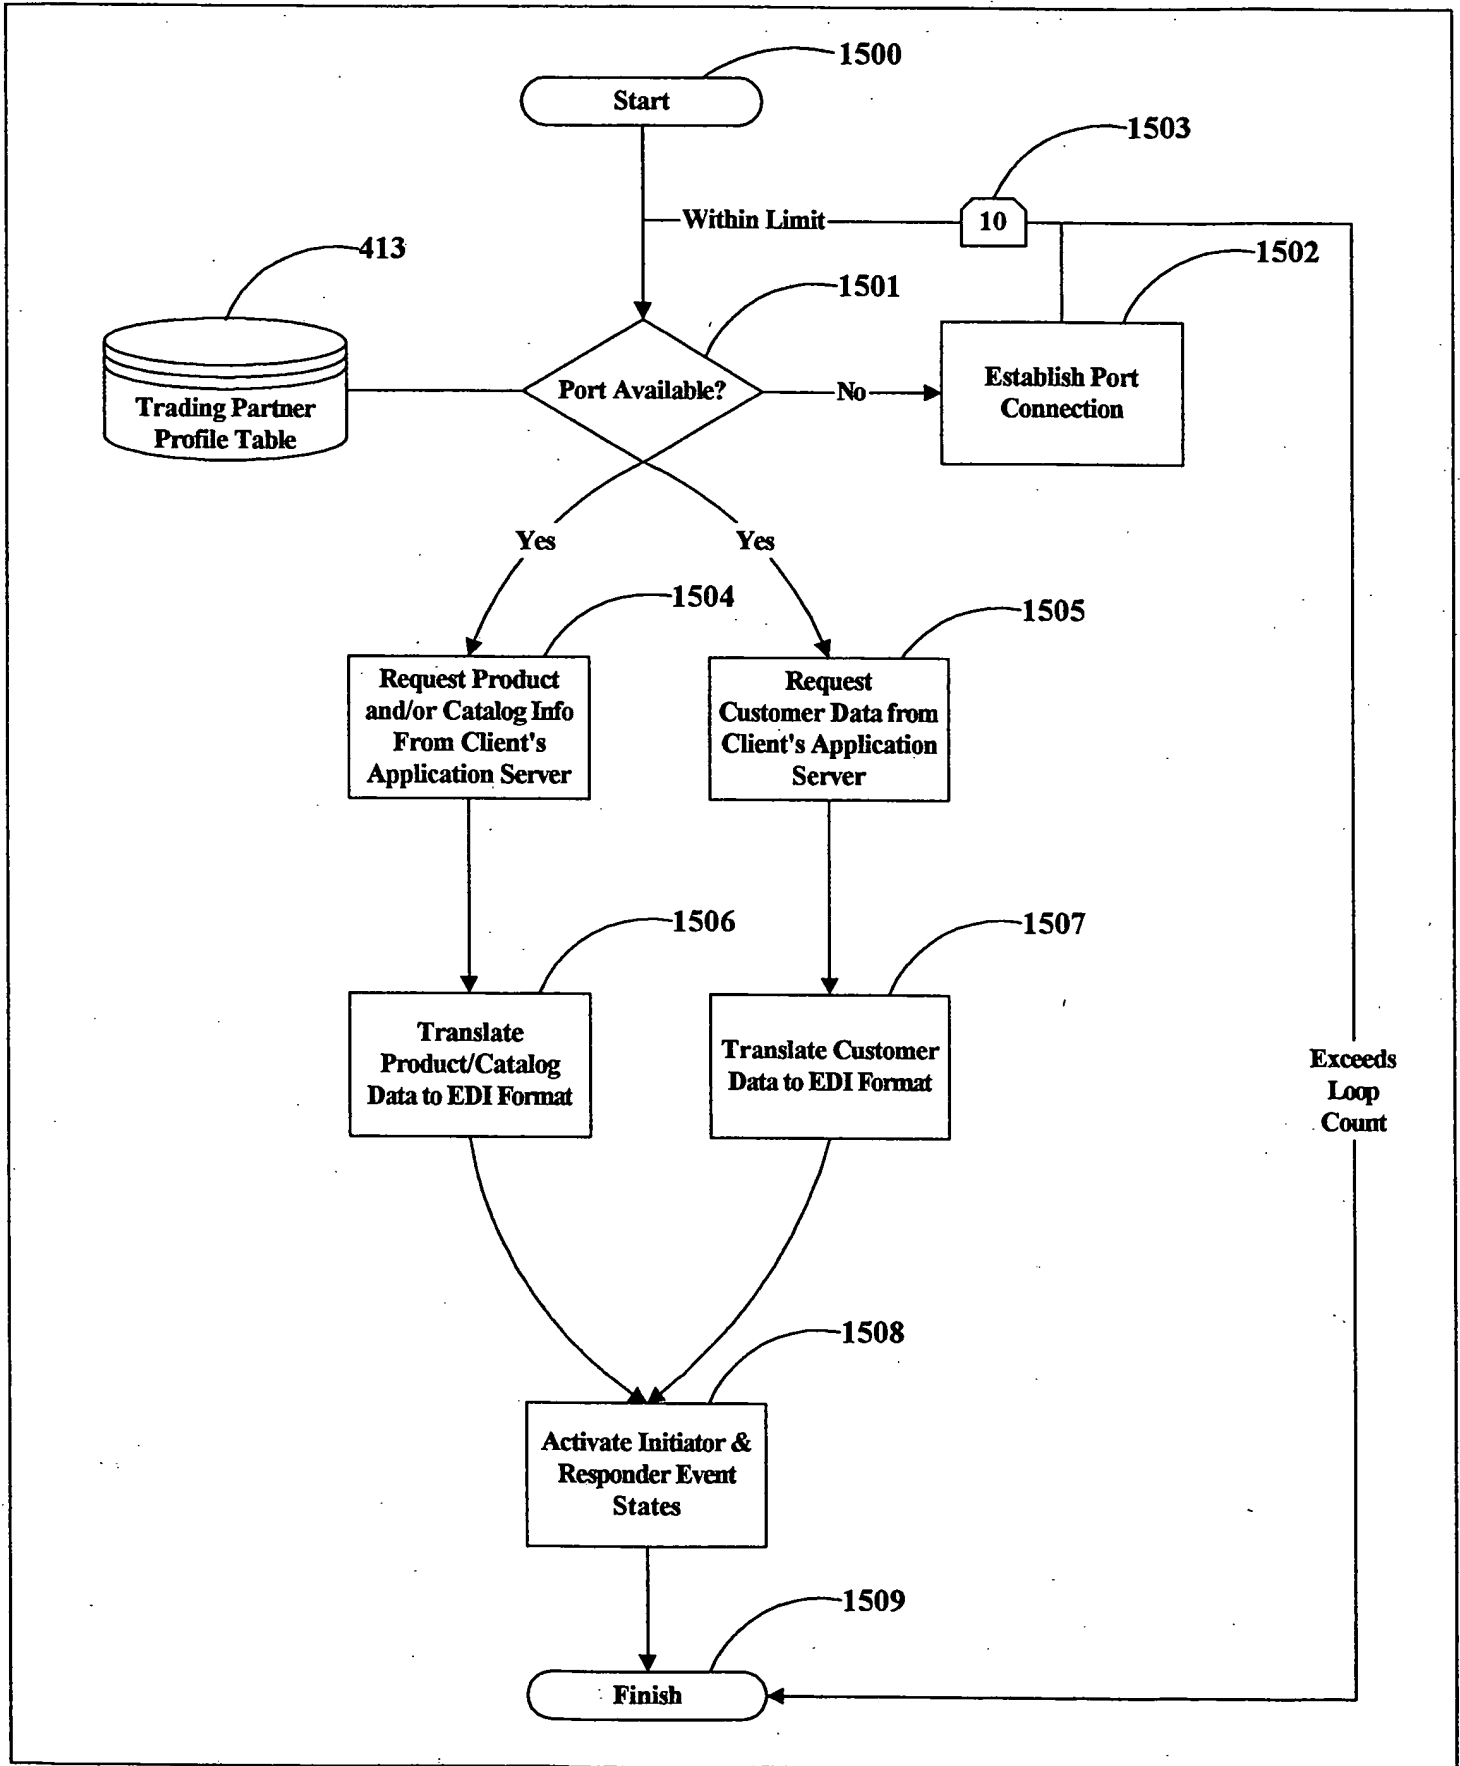 1500
Start
1503
Within Limit
10
413
1502
1501
Trading Partner
Profile Table
Port Available?
No
Establish Port
Connection
Yes
Yes
1504
1505
Request Product
and/or Catalog Info
From Client's
Application Server
Request
Customer Data from
Client's Application
Server
1506
1507
Translate
Product/Catalog
Data to EDI Format
Translate Customer
Data to EDI Format
Exceeds
Loop
Count
1508
Activate Initiator &
Responder Event
States
1509
Finish